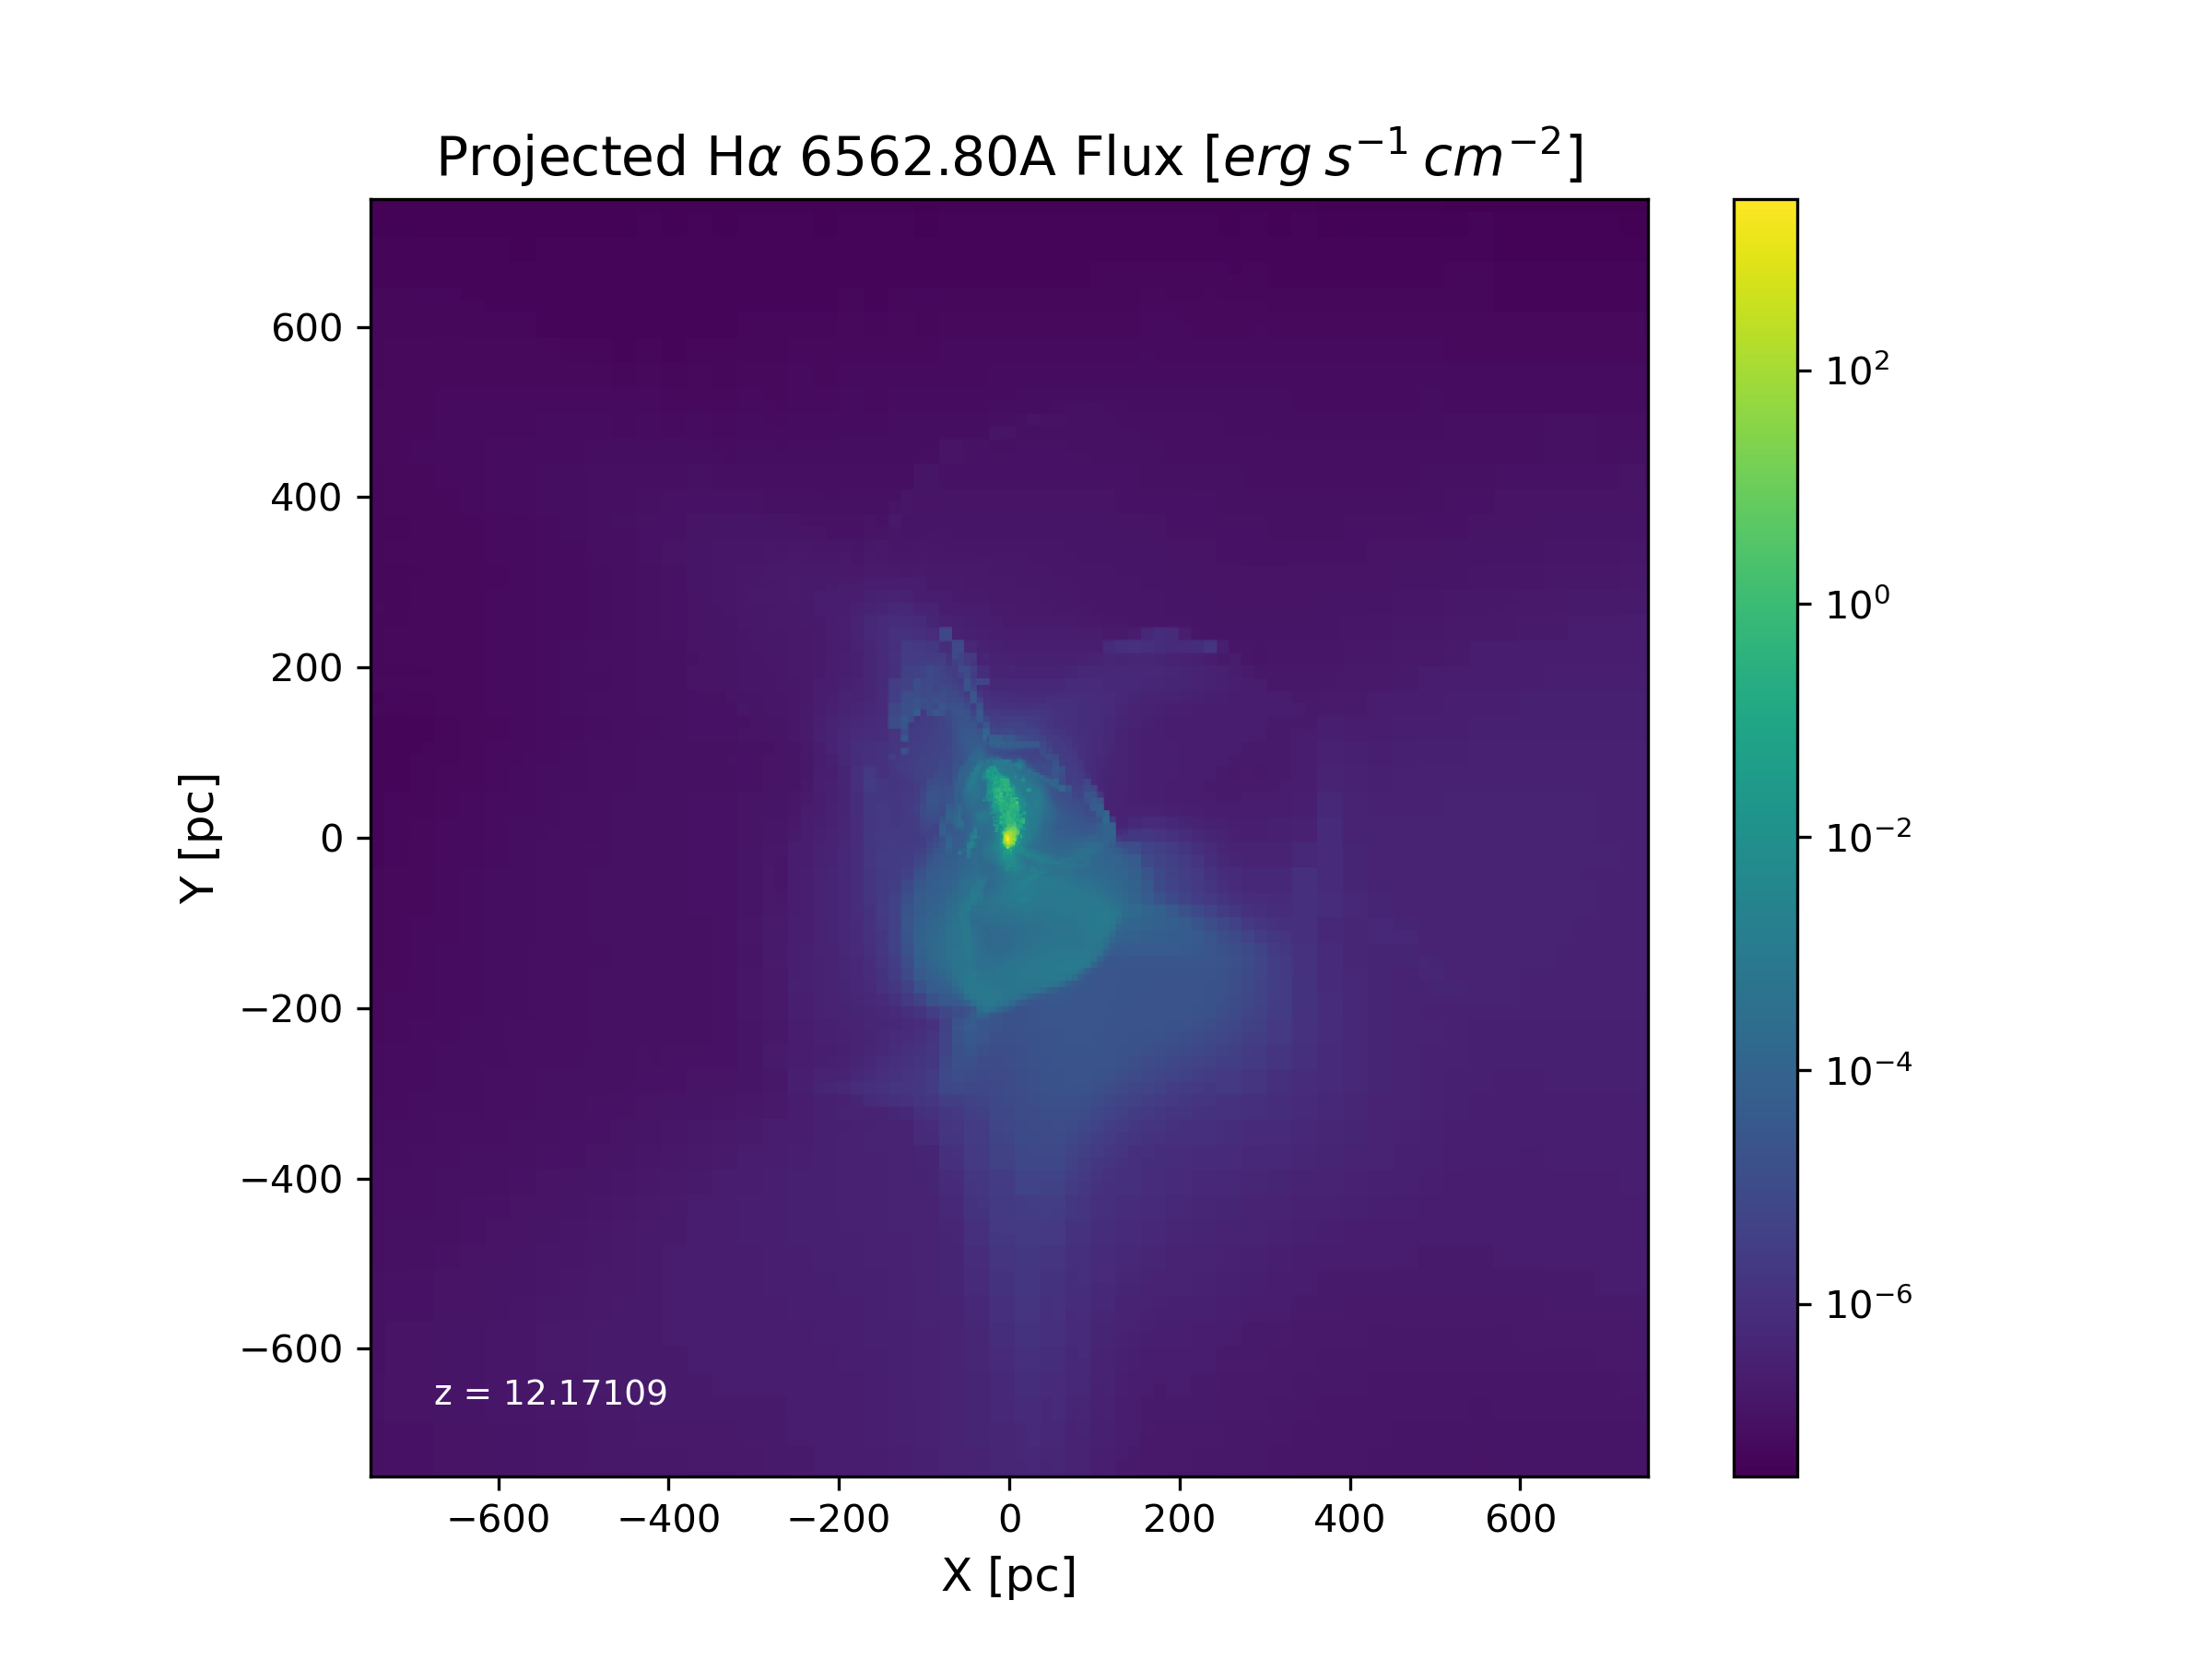 Projected Hα 6562.80A Flux [erg s⁻¹ cm⁻²]
600
400
200
0
−200
−400
−600
Y [pc]
z = 12.17109
−600 −400 −200 0 200 400 600
X [pc]
10²
10⁰
10⁻²
10⁻⁴
10⁻⁶